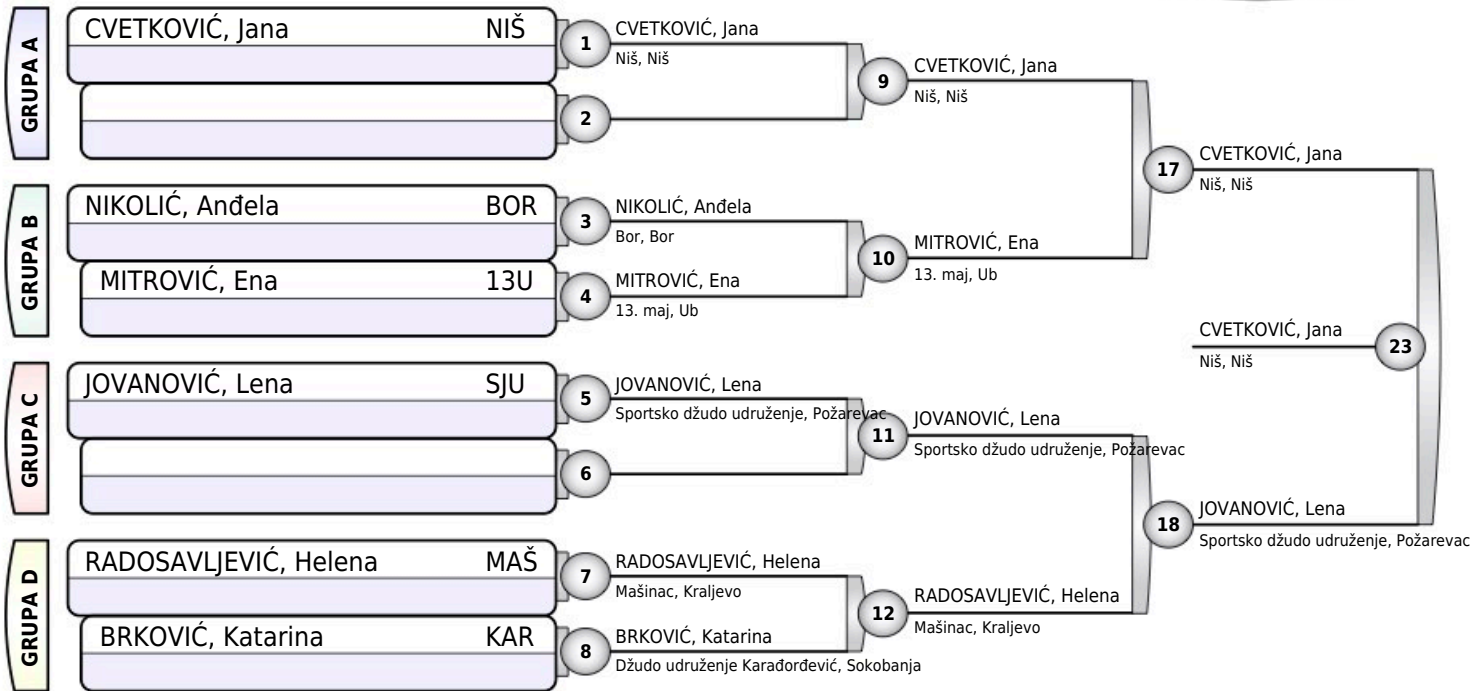 GRUPA A
CVETKOVIĆ, Jana NIŠ
1
CVETKOVIĆ, Jana
Niš, Niš
2
9
CVETKOVIĆ, Jana
Niš, Niš
GRUPA B
NIKOLIĆ, Anđela BOR
MITROVIĆ, Ena 13U
3
NIKOLIĆ, Anđela
Bor, Bor
4
MITROVIĆ, Ena
13. maj, Ub
10
MITROVIĆ, Ena
13. maj, Ub
17
CVETKOVIĆ, Jana
Niš, Niš
GRUPA C
JOVANOVIĆ, Lena SJU
5
JOVANOVIĆ, Lena
Sportsko džudo udruženje, Požarevac
6
11
JOVANOVIĆ, Lena
Sportsko džudo udruženje, Požarevac
GRUPA D
RADOSAVLJEVIĆ, Helena MAŠ
BRKOVIĆ, Katarina KAR
7
RADOSAVLJEVIĆ, Helena
Mašinac, Kraljevo
8
BRKOVIĆ, Katarina
Džudo udruženje Karađorđević, Sokobanja
12
RADOSAVLJEVIĆ, Helena
Mašinac, Kraljevo
18
JOVANOVIĆ, Lena
Sportsko džudo udruženje, Požarevac
CVETKOVIĆ, Jana
Niš, Niš
23